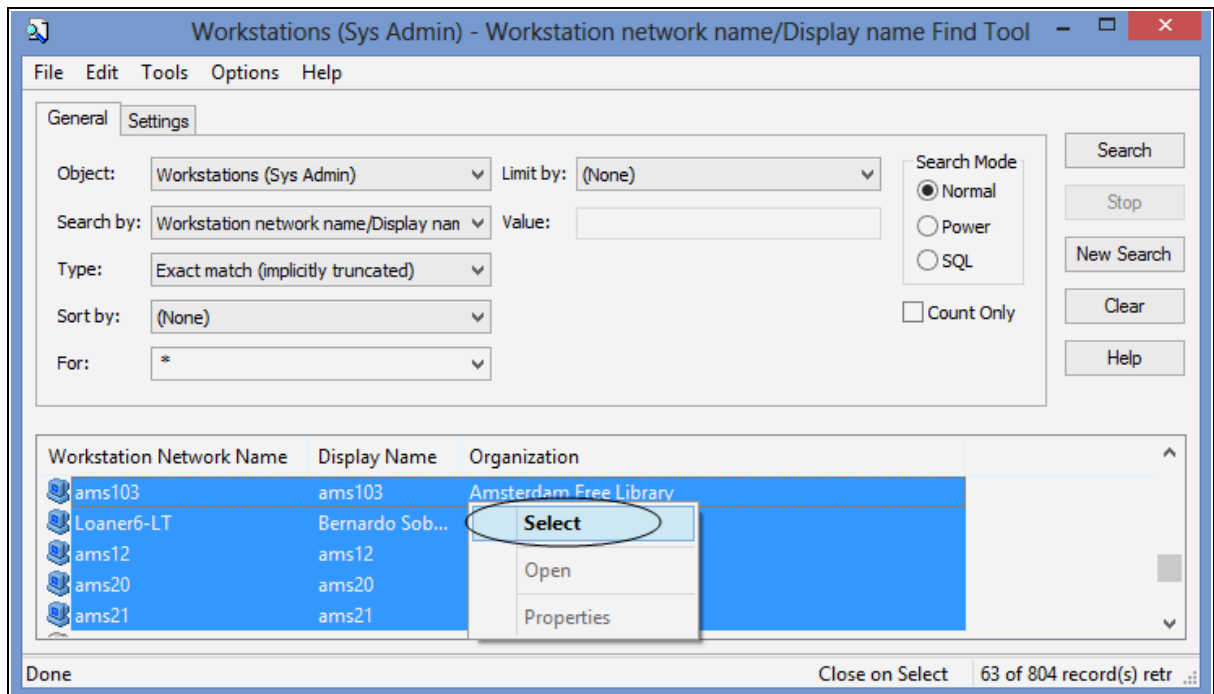 Workstations (Sys Admin) - Workstation network name/Display name Find Tool
File Edit Tools Options Help
General Settings
Object: Workstations (Sys Admin) Limit by: (None)
Search by: Workstation network name/Display nan Value:
Type: Exact match (implicitly truncated)
Sort by: (None)
For: *
Search Mode
Normal
Power
SQL
Count Only
Search
Stop
New Search
Clear
Help
Workstation Network Name Display Name Organization
ams103 ams103 Amsterdam Free Library
Loaner6-LT Bernardo Sob...
ams12 ams12
ams20 ams20
ams21 ams21
Select
Open
Properties
Done Close on Select 63 of 804 record(s) retr